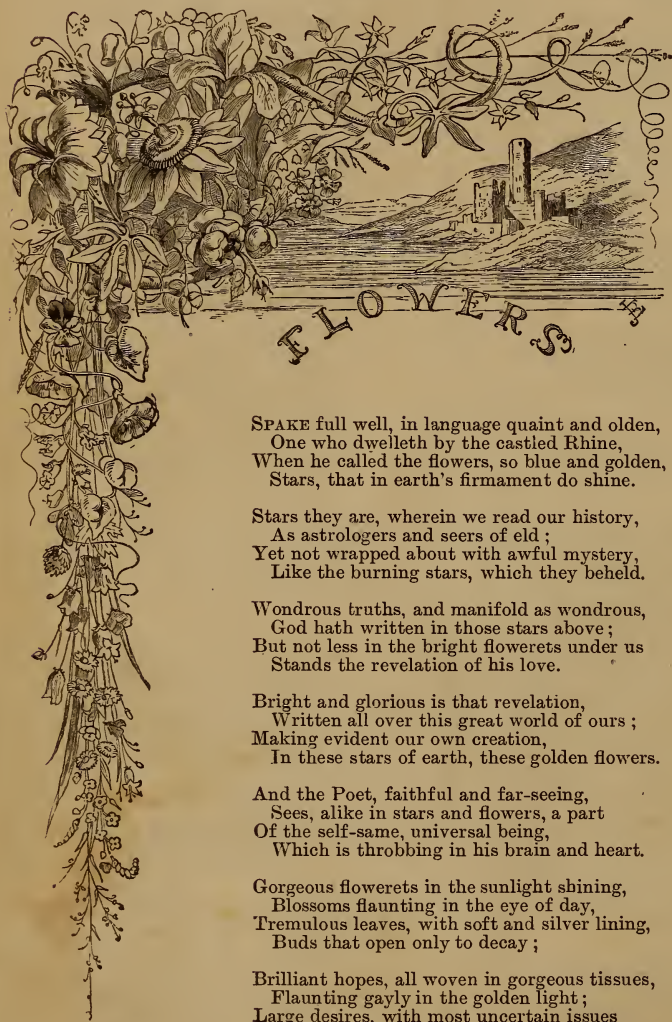 FLOWERS
SPAKE full well, in language quaint and olden,
One who dwelleth by the castled Rhine,
When he called the flowers, so blue and golden,
Stars, that in earth's firmament do shine.
Stars they are, wherein we read our history,
As astrologers and seers of eld ;
Yet not wrapped about with awful mystery,
Like the burning stars, which they beheld.
Wondrous truths, and manifold as wondrous,
God hath written in those stars above ;
But not less in the bright flowerets under us
Stands the revelation of his love.
Bright and glorious is that revelation,
Written all over this great world of ours ;
Making evident our own creation,
In these stars of earth, these golden flowers.
And the Poet, faithful and far-seeing,
Sees, alike in stars and flowers, a part
Of the self-same, universal being,
Which is throbbing in his brain and heart.
Gorgeous flowerets in the sunlight shining,
Blossoms flaunting in the eye of day,
Tremulous leaves, with soft and silver lining,
Buds that open only to decay ;
Brilliant hopes, all woven in gorgeous tissues,
Flaunting gayly in the golden light ;
Large desires, with most uncertain issues